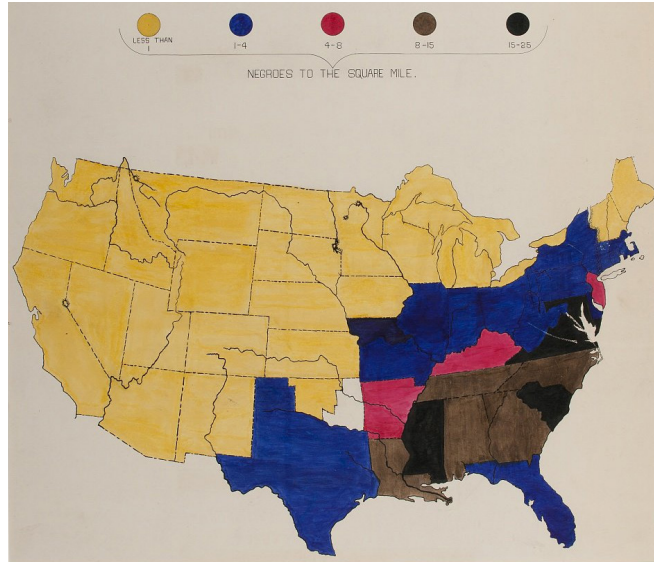 LESS THAN
1
1-4
4-8
8-15
15-25
NEGROES TO THE SQUARE MILE.